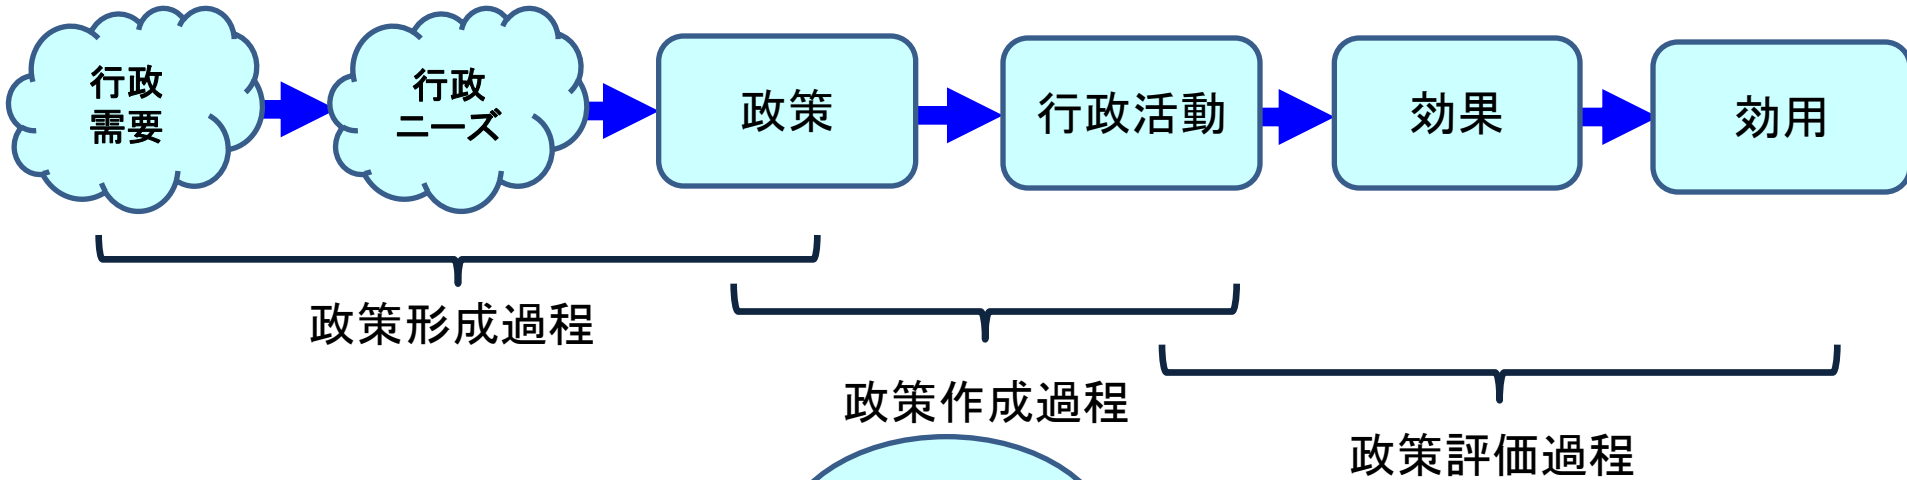 行政
需要
行政
ニーズ
政策
行政活動
効果
効用
政策形成過程
政策作成過程
政策評価過程